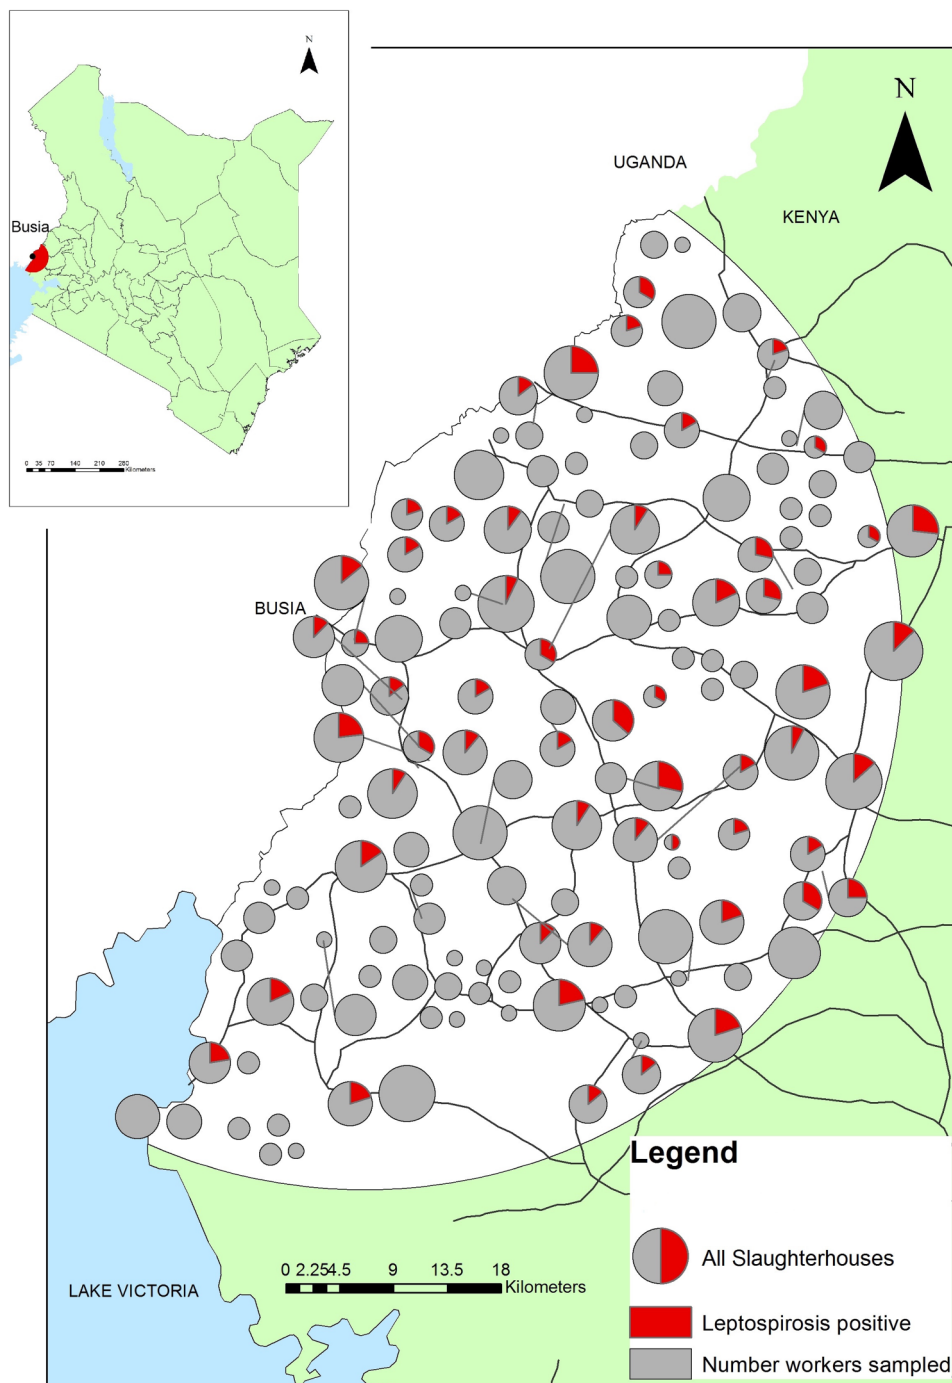 N
Busia
0 35 70 140 210 280
Kilometers
N
UGANDA
KENYA
BUSIA
LAKE VICTORIA
0 2.25 4.5 9 13.5 18
Kilometers
Legend
All Slaughterhouses
Leptospirosis positive
Number workers sampled